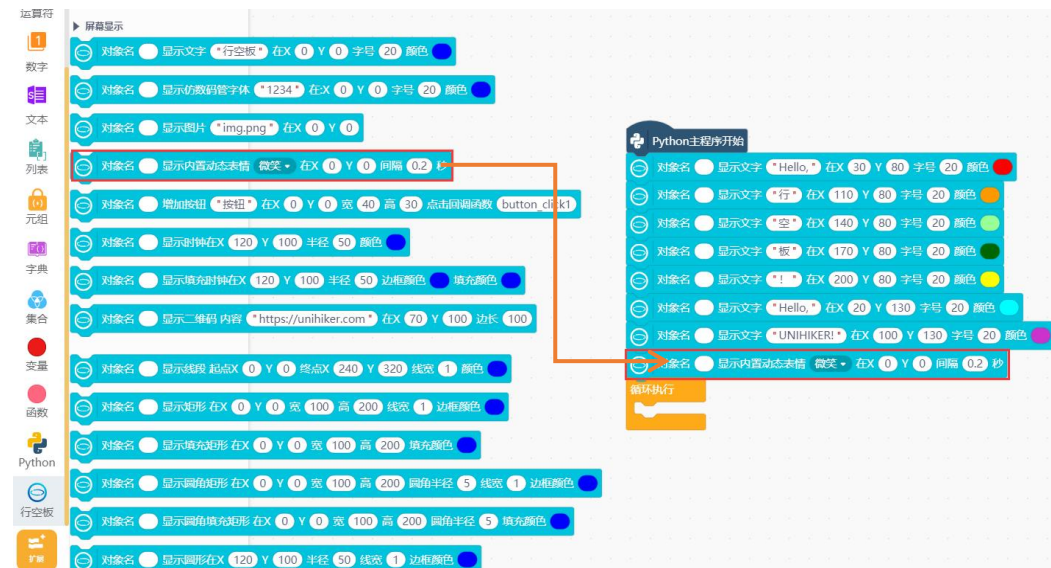 运算符
1
数字
文本
列表
元组
字典
集合
变量
函数
Python
行空板
扩展
屏幕显示
对象名 显示文字 "行空板" 在X 0 Y 0 字号 20 颜色
对象名 显示仿数码管字体 "1234" 在X 0 Y 0 字号 20 颜色
对象名 显示图片 "img.png" 在X 0 Y 0
对象名 显示内置动态表情 微笑 在X 0 Y 0 间隔 0.2 秒
对象名 增加按钮 "按钮" 在X 0 Y 0 宽 40 高 30 点击回调函数 button_click1
对象名 显示时钟在X 120 Y 100 半径 50 颜色
对象名 显示填充时钟在X 120 Y 100 半径 50 边框颜色 填充颜色
对象名 显示二维码 内容 "https://unihiker.com" 在X 70 Y 100 边长 100
对象名 显示线段 起点X 0 Y 0 终点X 240 Y 320 线宽 1 颜色
对象名 显示矩形 在X 0 Y 0 宽 100 高 200 线宽 1 边框颜色
对象名 显示填充矩形 在X 0 Y 0 宽 100 高 200 填充颜色
对象名 显示圆角矩形 在X 0 Y 0 宽 100 高 200 圆角半径 5 线宽 1 边框颜色
对象名 显示圆角填充矩形 在X 0 Y 0 宽 100 高 200 圆角半径 5 填充颜色
对象名 显示圆形在X 120 Y 100 半径 50 线宽 1 边框颜色
Python主程序开始
对象名 显示文字 "Hello," 在X 30 Y 80 字号 20 颜色
对象名 显示文字 "行" 在X 110 Y 80 字号 20 颜色
对象名 显示文字 "空" 在X 140 Y 80 字号 20 颜色
对象名 显示文字 "板" 在X 170 Y 80 字号 20 颜色
对象名 显示文字 "！" 在X 200 Y 80 字号 20 颜色
对象名 显示文字 "Hello," 在X 20 Y 130 字号 20 颜色
对象名 显示文字 "UNIHIKER!" 在X 100 Y 130 字号 20 颜色
对象名 显示内置动态表情 微笑 在X 0 Y 0 间隔 0.2 秒
循环执行